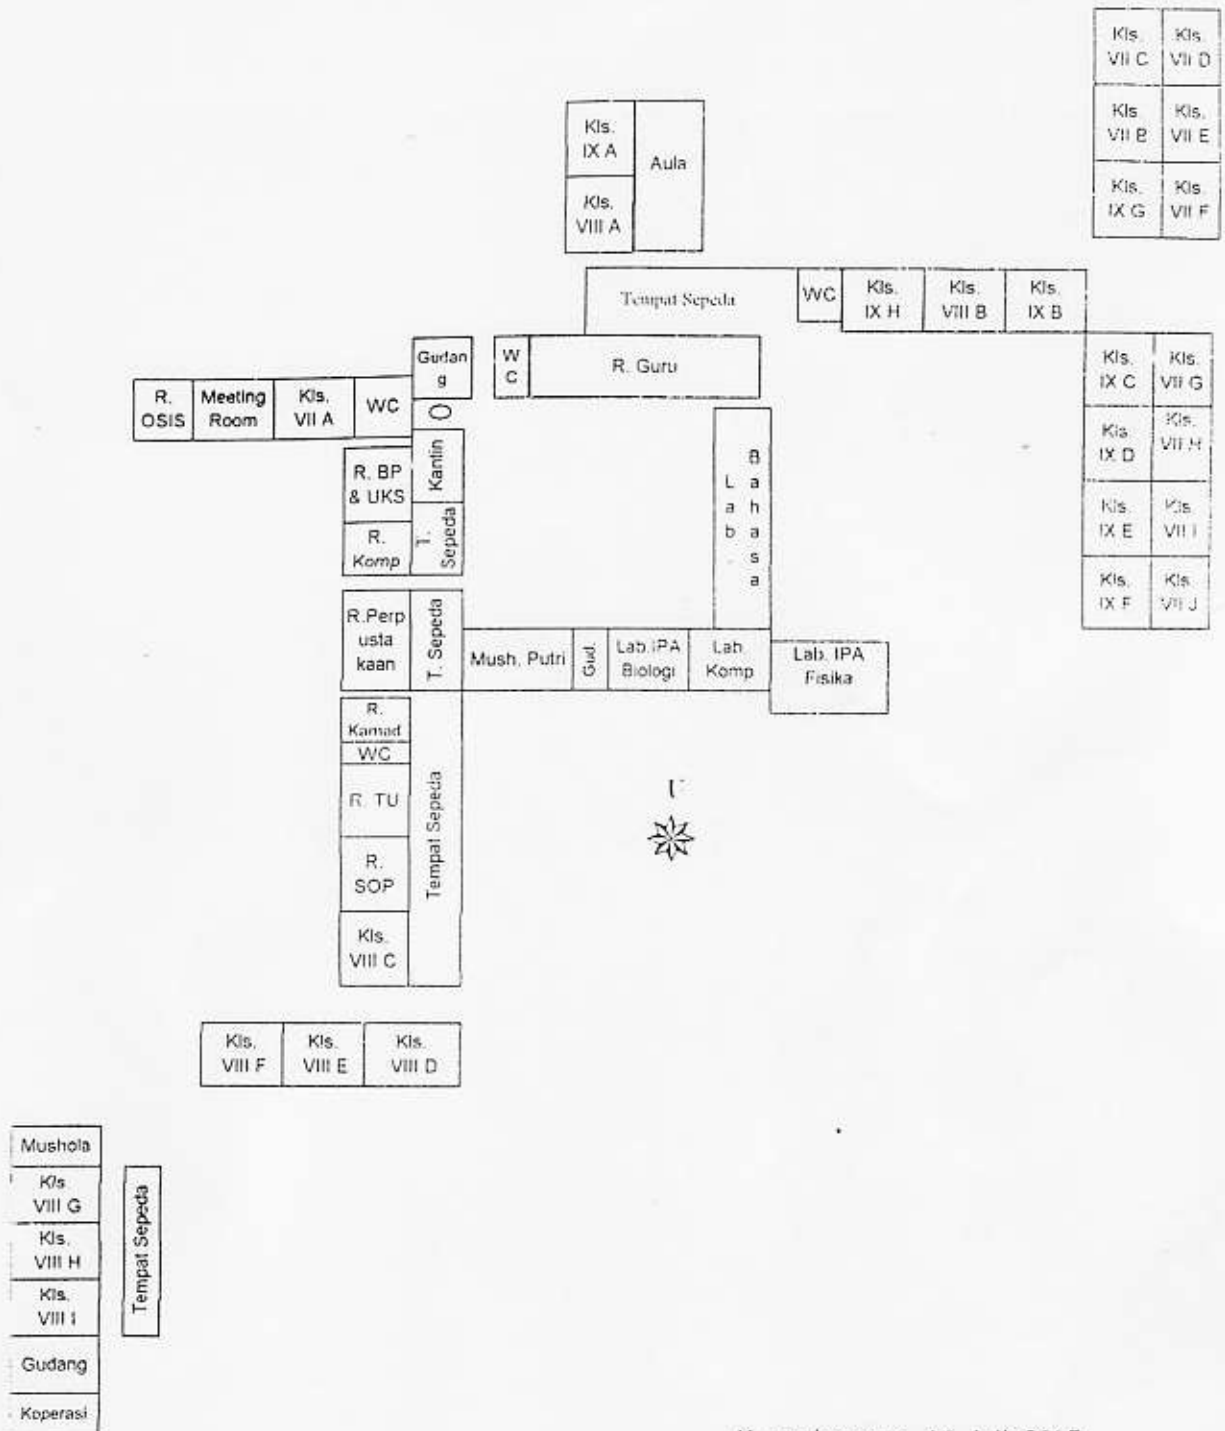 Kls.
VII C
Kls.
VII D
Kls
VII B
Kls.
VII E
Kls.
IX G
Kls.
VII F
Kls.
IX A
Aula
Kls.
VIII A
Tempat Sepeda
WC
Kls.
IX H
Kls.
VIII B
Kls.
IX B
Gudan
g
W
C
R. Guru
Kls.
IX C
Kls.
VII G
R.
OSIS
Meeting
Room
Kls.
VII A
WC
O
Kls
IX D
Kls.
VII H
R. BP
& UKS
Kantin
Lab
Bahasa
R.
Komp
T.
Sepeda
Kls.
IX E
Kls.
VII I
Kls.
IX F
Kls.
VII J
R.Perp
usta
kaan
T. Sepeda
Mush. Putri
Gud.
Lab.IPA
Biologi
Lab.
Komp
Lab. IPA
Fisika
R.
Kamad
WC
R. TU
R.
SOP
Kls.
VIII C
Tempat Sepeda
U
Kls.
VIII F
Kls.
VIII E
Kls.
VIII D
Mushola
Kls
VIII G
Kls.
VIII H
Kls.
VIII I
Gudang
Koperasi
Tempat Sepeda